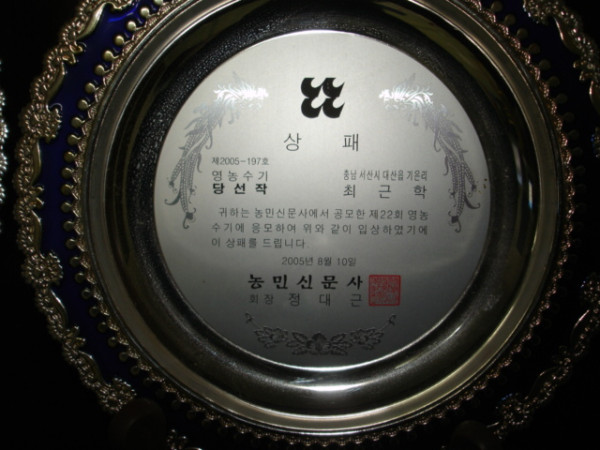 상 패
제2005-197호
영농수기 충남 서산시 대산읍 기은리
당선작 최근학
귀하는 농민신문사에서 공모한 제22회 영농
수기에 응모하여 위와 같이 입상하였기에
이 상패를 드립니다.
2005년 8월 10일
농민신문사
회장 정대근